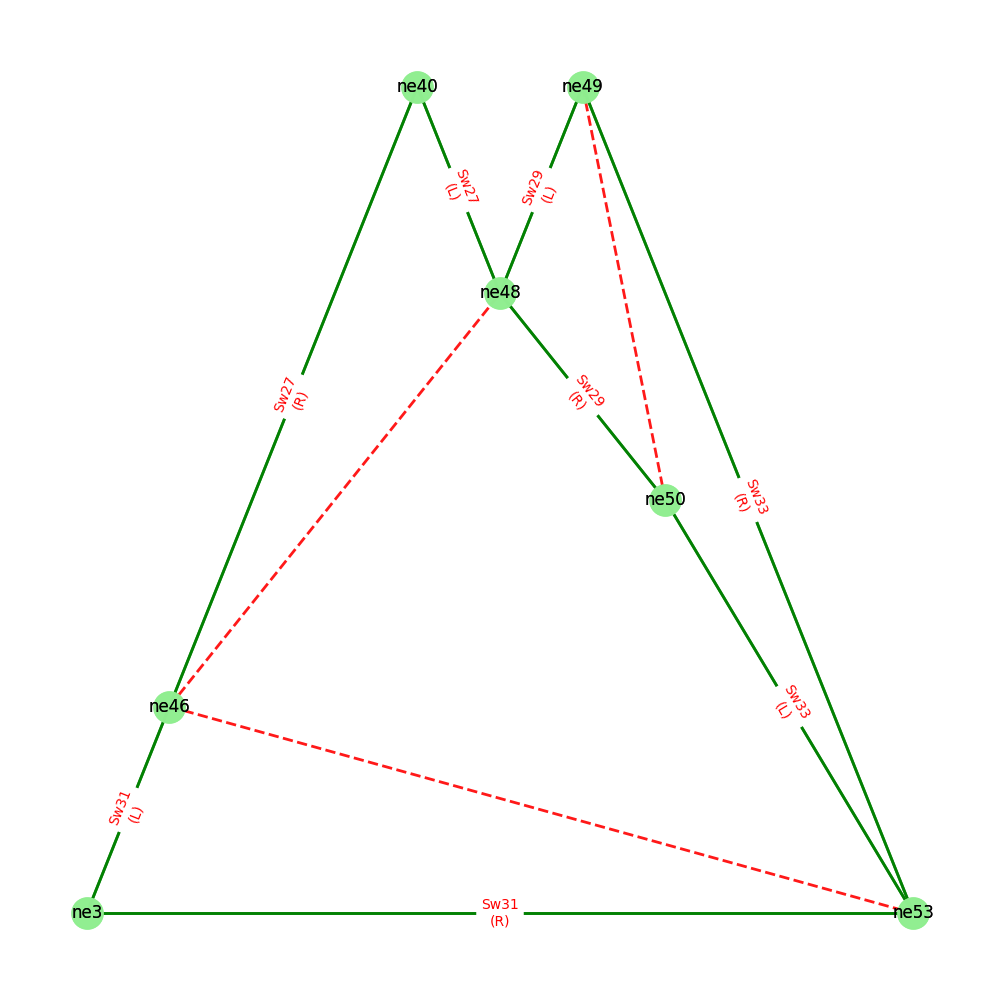 ne40
ne49
Sw27
(L)
Sw29
(L)
ne48
Sw27
(R)
Sw29
(R)
ne50
Sw33
(R)
ne46
Sw33
(L)
Sw31
(L)
ne3
Sw31
(R)
ne53